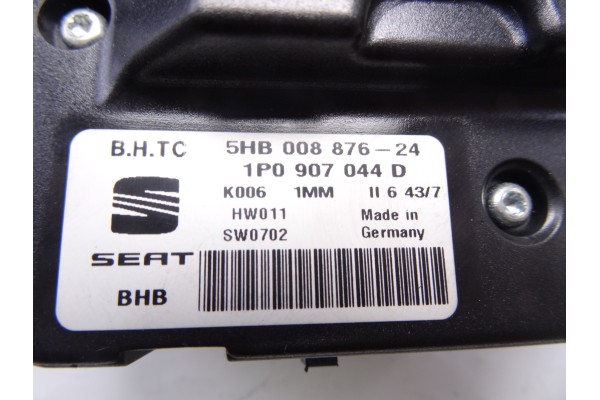 B.H.TC 5HB 008 876-24
1P0 907 044 D
K006 1MM II 6 43/7
HW011 Made in
SW0702 Germany
SEAT
BHB